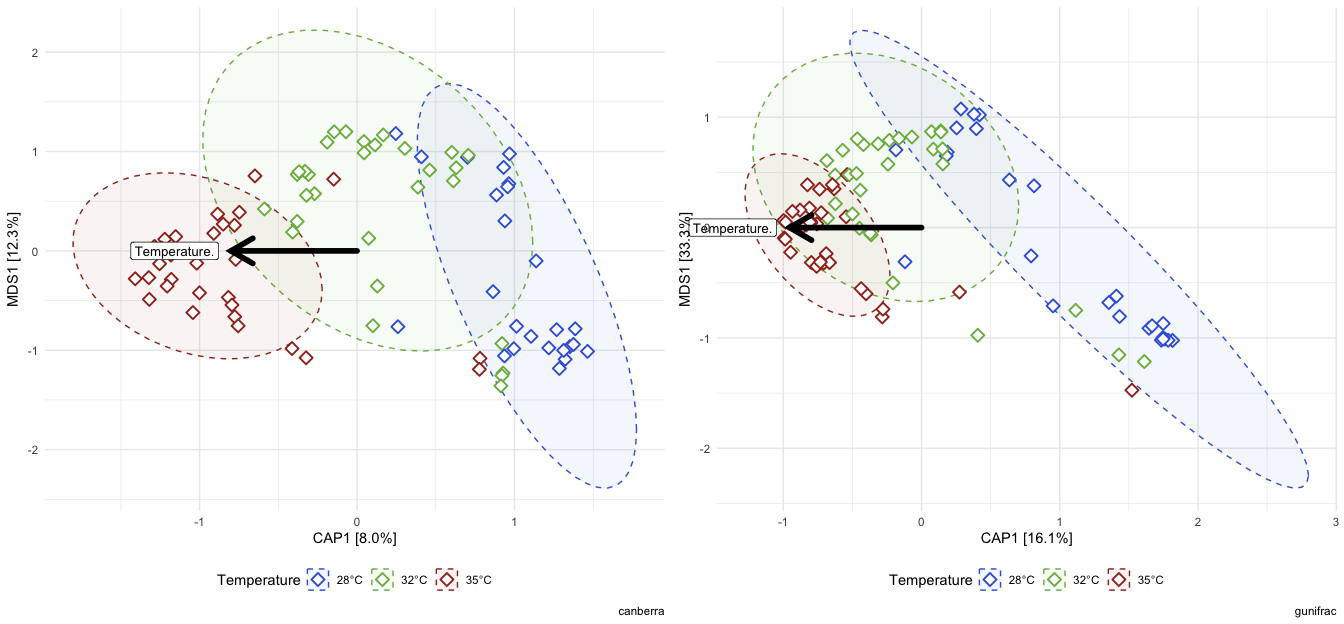 2
1
0
-1
-2
MDS1 [12.3%]
Temperature.
-1
0
1
CAP1 [8.0%]
Temperature
28°C
32°C
35°C
canberra
1
0
-1
-2
MDS1 [33.3%]
Temperature.
-1
0
1
2
3
CAP1 [16.1%]
Temperature
28°C
32°C
35°C
gunifrac